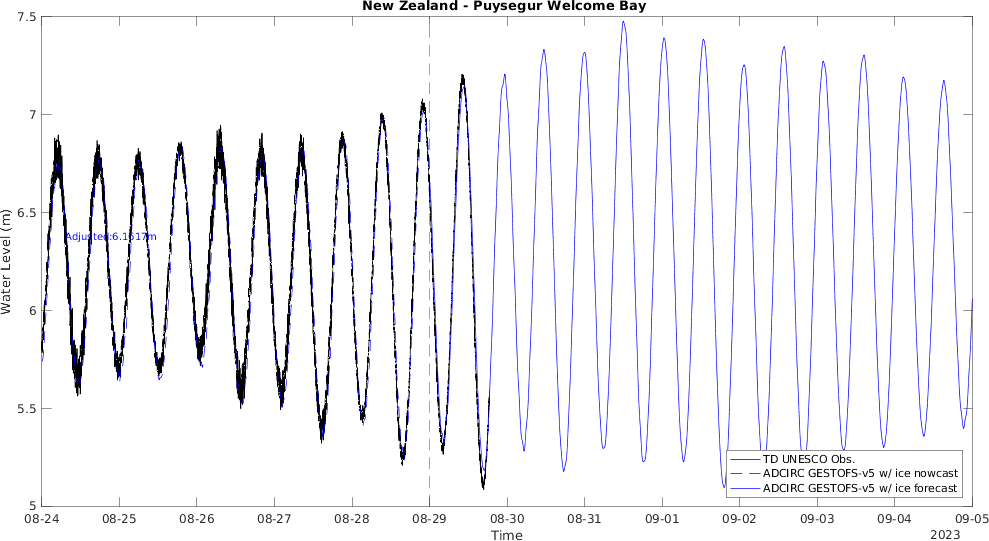 New Zealand - Puysegur Welcome Bay
7.5
7
6.5
6
5.5
5
Water Level (m)
Adjusted:6.1517m
TD UNESCO Obs.
ADCIRC GESTOFS-v5 w/ ice nowcast
ADCIRC GESTOFS-v5 w/ ice forecast
08-24 08-25 08-26 08-27 08-28 08-29 08-30 08-31 09-01 09-02 09-03 09-04 09-05
Time
2023